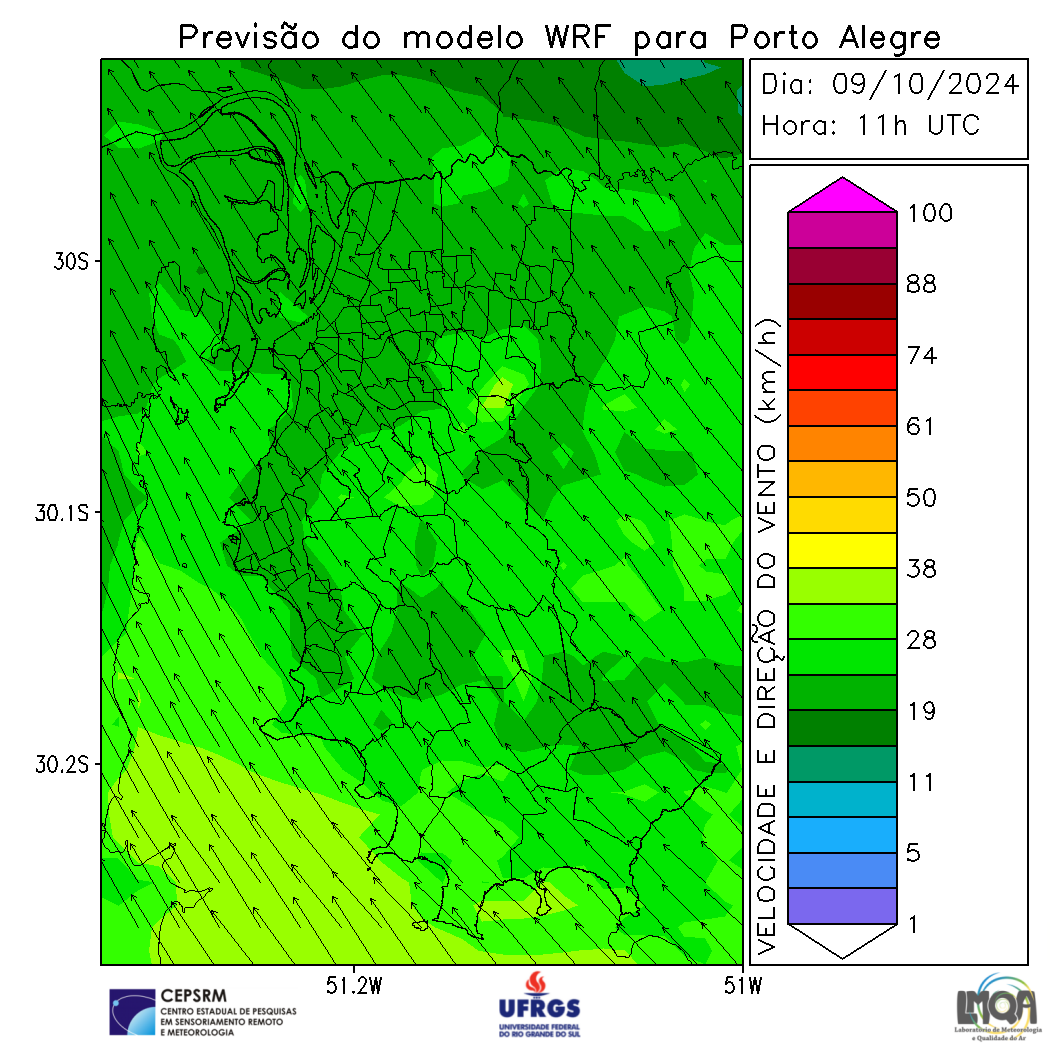 Previsão do modelo WRF para Porto Alegre
Dia: 09/10/2024
Hora: 11h UTC
30S
30.1S
30.2S
51.2W
51W
VELOCIDADE E DIREÇÃO DO VENTO (km/h)
100
88
74
61
50
38
28
19
11
5
1
CEPSRM
CENTRO ESTADUAL DE PESQUISAS
EM SENSORIAMENTO REMOTO
E METEOROLOGIA
UFRGS
UNIVERSIDADE FEDERAL
DO RIO GRANDE DO SUL
LMQA
Laboratório de Meteorologia
e Qualidade do Ar